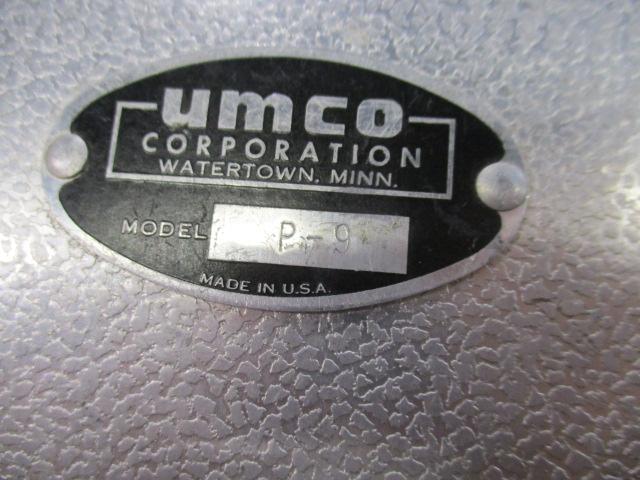 umco
CORPORATION
WATERTOWN, MINN.
MODEL P-9
MADE IN U.S.A.